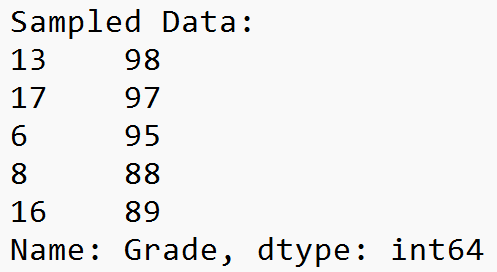 Sampled Data:
13    98
17    97
6     95
8     88
16    89
Name: Grade, dtype: int64